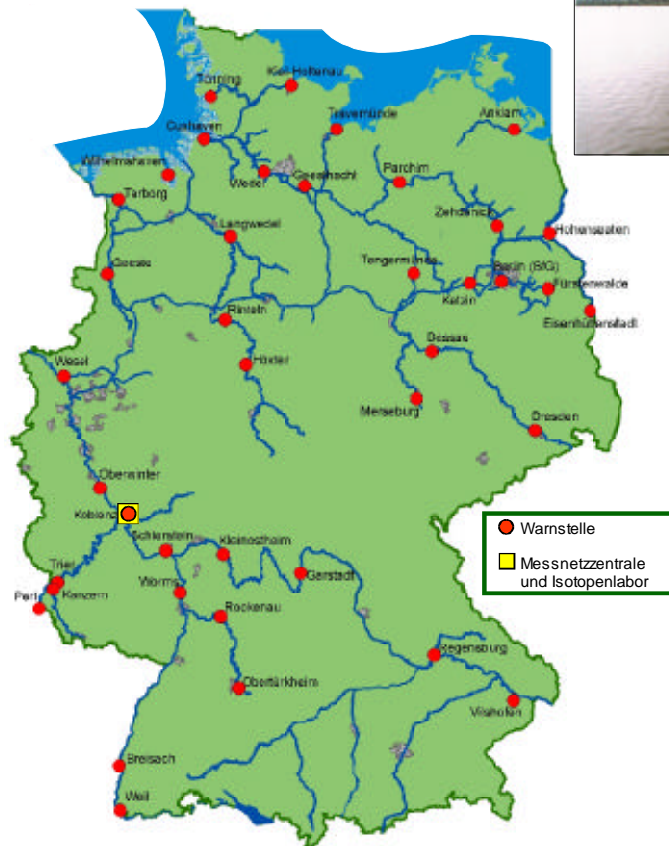 Tönning
Kiel-Holtenau
Cuxhaven
Travemünde
Anklam
Wilhelmshaven
Wedel
Geesthacht
Parchim
Terborg
Zehdenick
Langwedel
Hohensaaten
Geeste
Tangermünde
Berlin (BfG)
Ketzin
Fürstenwalde
Rinteln
Eisenhüttenstadt
Dessau
Wesel
Höxter
Merseburg
Dresden
Oberwinter
Koblenz
Warnstelle
Schierstein
Kleinostheim
Messnetzzentrale
und Isotopenlabor
Trier
Garstadt
Kanzem
Worms
Perl
Rockenau
Regensburg
Obertürkheim
Vilshofen
Breisach
Weil